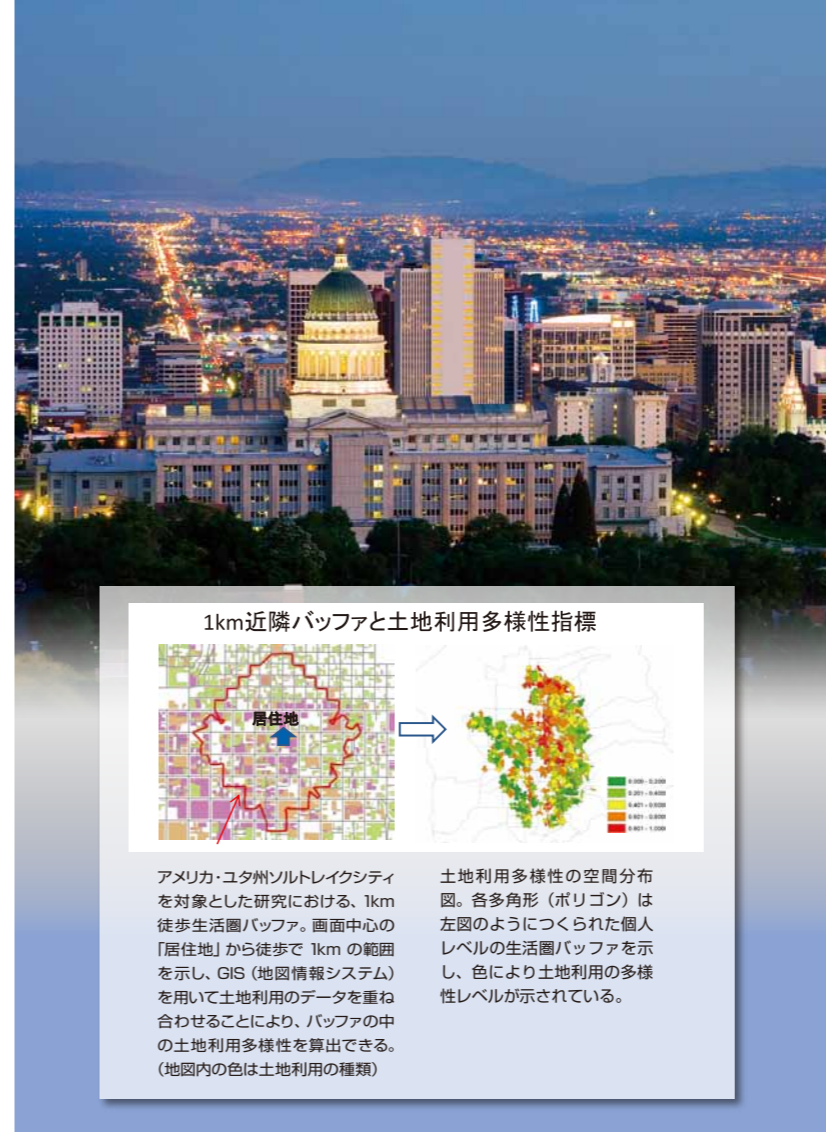 1km近隣バッファと土地利用多様性指標
居住地
0.000 - 0.200
0.201 - 0.400
0.401 - 0.600
0.601 - 0.800
0.801 - 1.000
アメリカ・ユタ州ソルトレイクシティ
を対象とした研究における、1km
徒歩生活圏バッファ。画面中心の
「居住地」から徒歩で 1km の範囲
を示し、GIS（地図情報システム）
を用いて土地利用のデータを重ね
合わせることにより、バッファの中
の土地利用多様性を算出できる。
（地図内の色は土地利用の種類）
土地利用多様性の空間分布
図。各多角形（ポリゴン）は
左図のようにつくられた個人
レベルの生活圏バッファを示
し、色により土地利用の多様
性レベルが示されている。